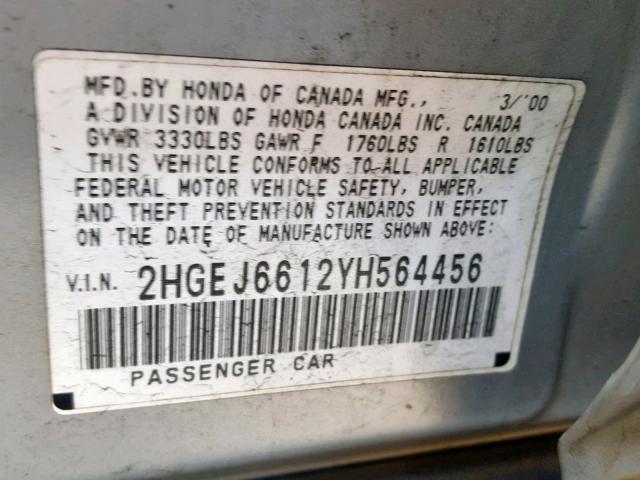 MFD.BY HONDA OF CANADA MFG., 3/'00
A DIVISION OF HONDA CANADA INC. CANADA
GVWR 3330LBS GAWR F 1760LBS R 1610LBS
THIS VEHICLE CONFORMS TO ALL APPLICABLE
FEDERAL MOTOR VEHICLE SAFETY, BUMPER,
AND THEFT PREVENTION STANDARDS IN EFFECT
ON THE DATE OF MANUFACTURE SHOWN ABOVE:
V.I.N. 2HGEJ6612YH564456
PASSENGER CAR